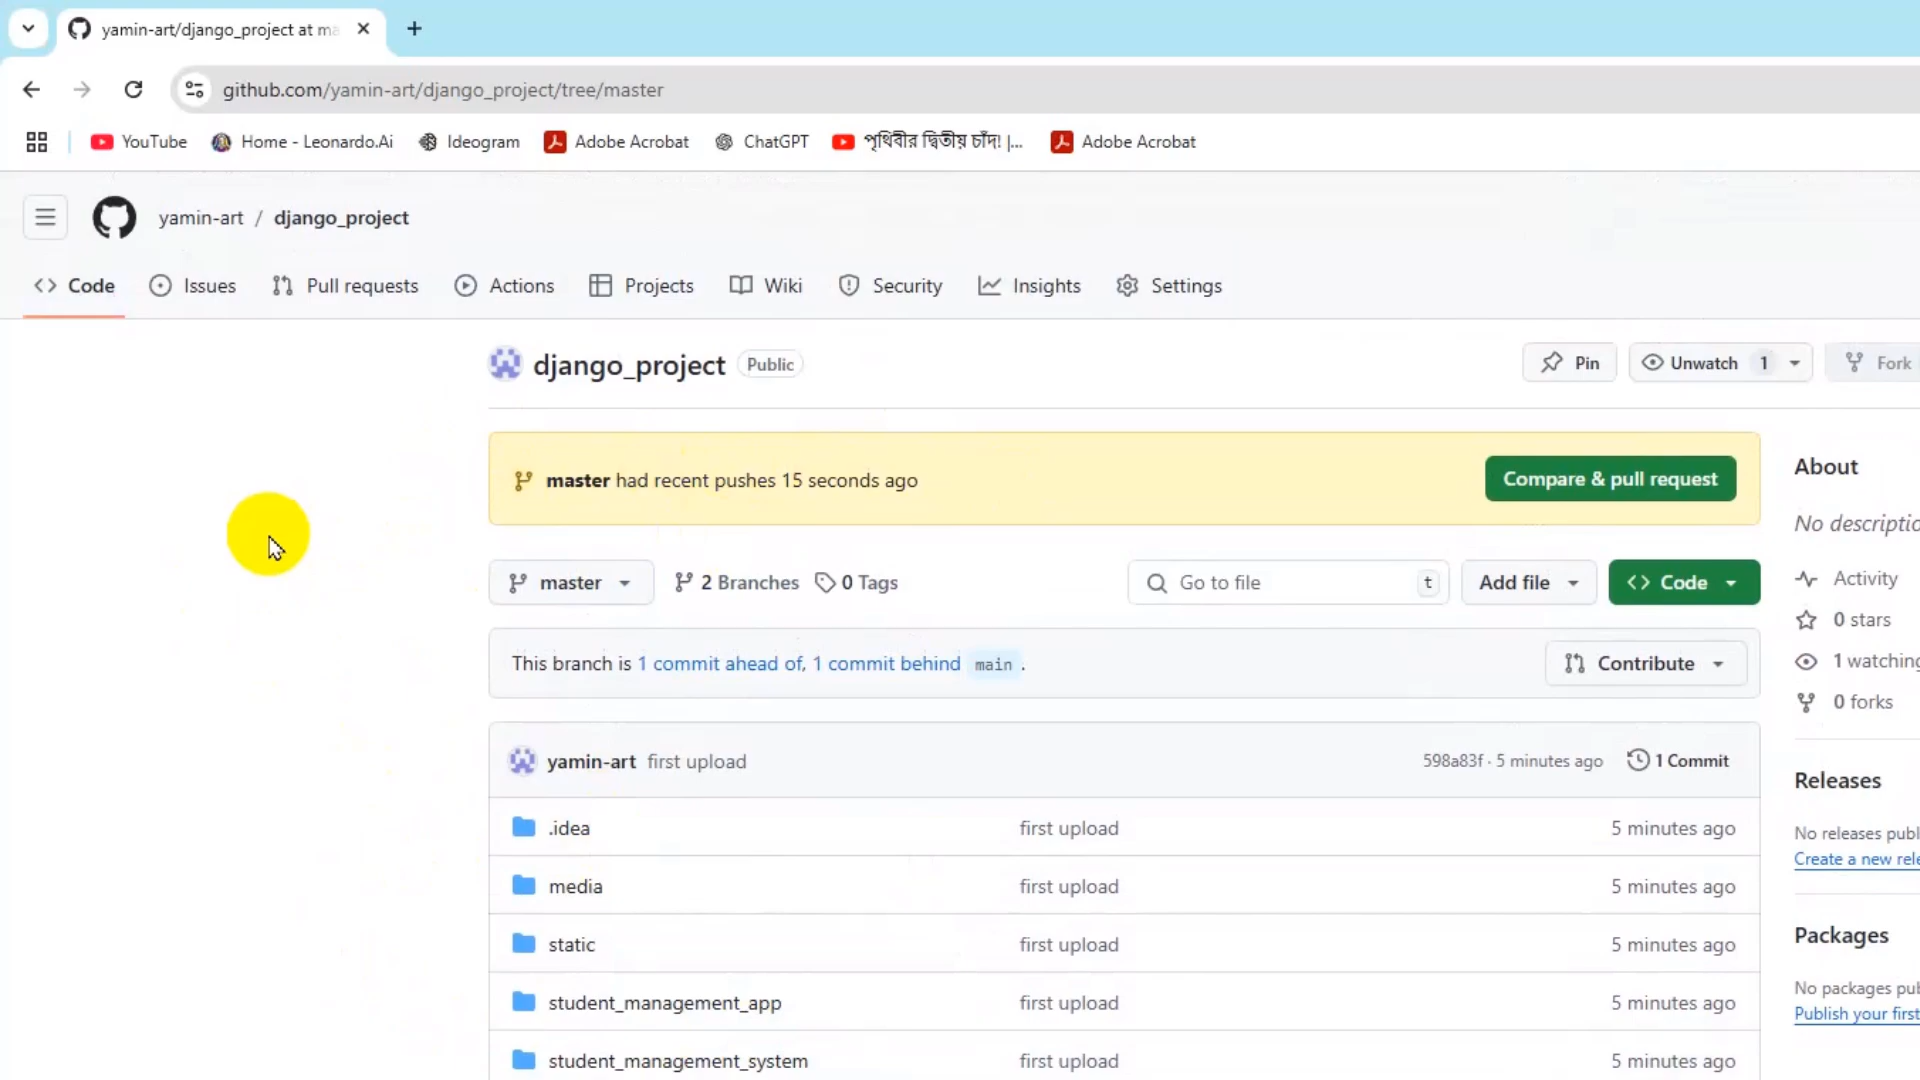 yamin-art/django_project at ma
github.com/yamin-art/django_project/tree/master
YouTube Home - Leonardo.Ai Ideogram Adobe Acrobat ChatGPT পৃথিবীর দ্বিতীয় চাঁদ! |... Adobe Acrobat
yamin-art / django_project
Code Issues Pull requests Actions Projects Wiki Security Insights Settings
django_project Public Pin Unwatch 1 Fork
master had recent pushes 15 seconds ago Compare & pull request
About
No descriptio
master 2 Branches 0 Tags Go to file t Add file Code
Activity
0 stars
This branch is 1 commit ahead of, 1 commit behind main . Contribute
1 watching
0 forks
yamin-art first upload 598a83f · 5 minutes ago 1 Commit
Releases
.idea first upload 5 minutes ago
No releases publ
Create a new rele
media first upload 5 minutes ago
static first upload 5 minutes ago
Packages
student_management_app first upload 5 minutes ago
No packages pub
Publish your first
student_management_system first upload 5 minutes ago